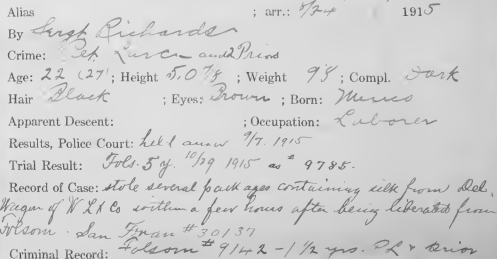 Alias ; arr.: 8/24 1915
By Sergt Richards
Crime: Pet. Larcen and 2 Priors
Age: 22 (27) ; Height 5.0 7/8 ; Weight 98 ; Compl. Dark
Hair Black ; Eyes: Brown ; Born: Mexico
Apparent Descent: ; Occupation: Laborer
Results, Police Court: held answ 9/7. 1915
Trial Result: Fols. 5 y. 10/29 1915 as # 9785.
Record of Case: stole several packages containing silk from Del.
Wagon of W L & Co within a few hours after being liberated from
Folsom. San Fran # 30137
Criminal Record: Folsom # 9142 - 1 1/2 yrs. PL & Prior